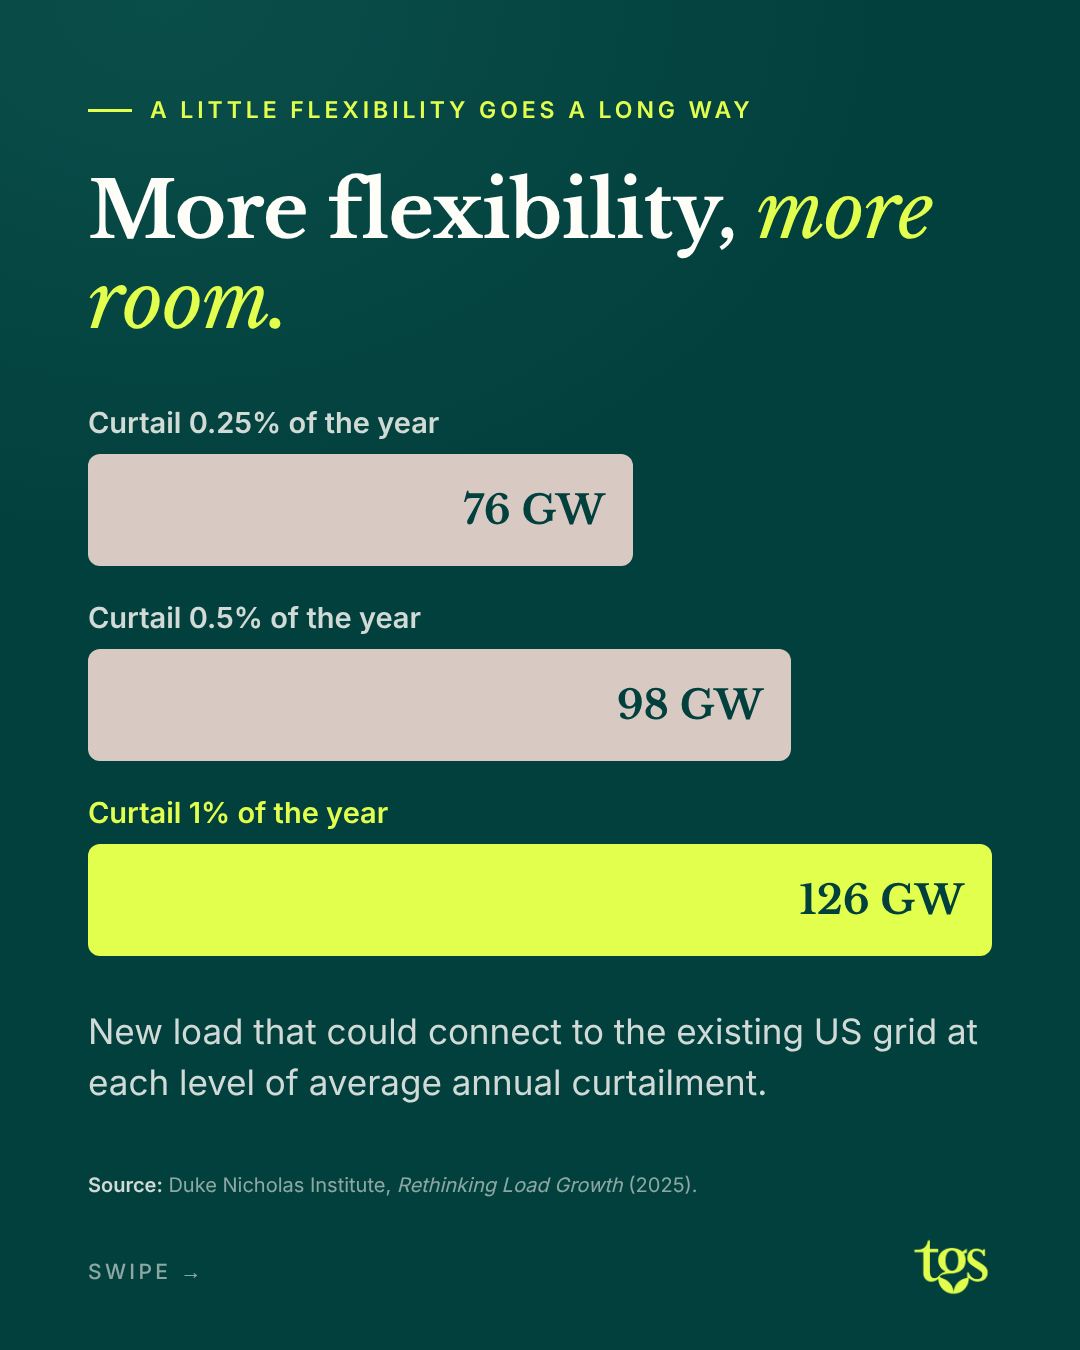 A LITTLE FLEXIBILITY GOES A LONG WAY
More flexibility, more
room.
Curtail 0.25% of the year
76 GW
Curtail 0.5% of the year
98 GW
Curtail 1% of the year
126 GW
New load that could connect to the existing US grid at
each level of average annual curtailment.
Source: Duke Nicholas Institute, Rethinking Load Growth (2025).
SWIPE →
tgs